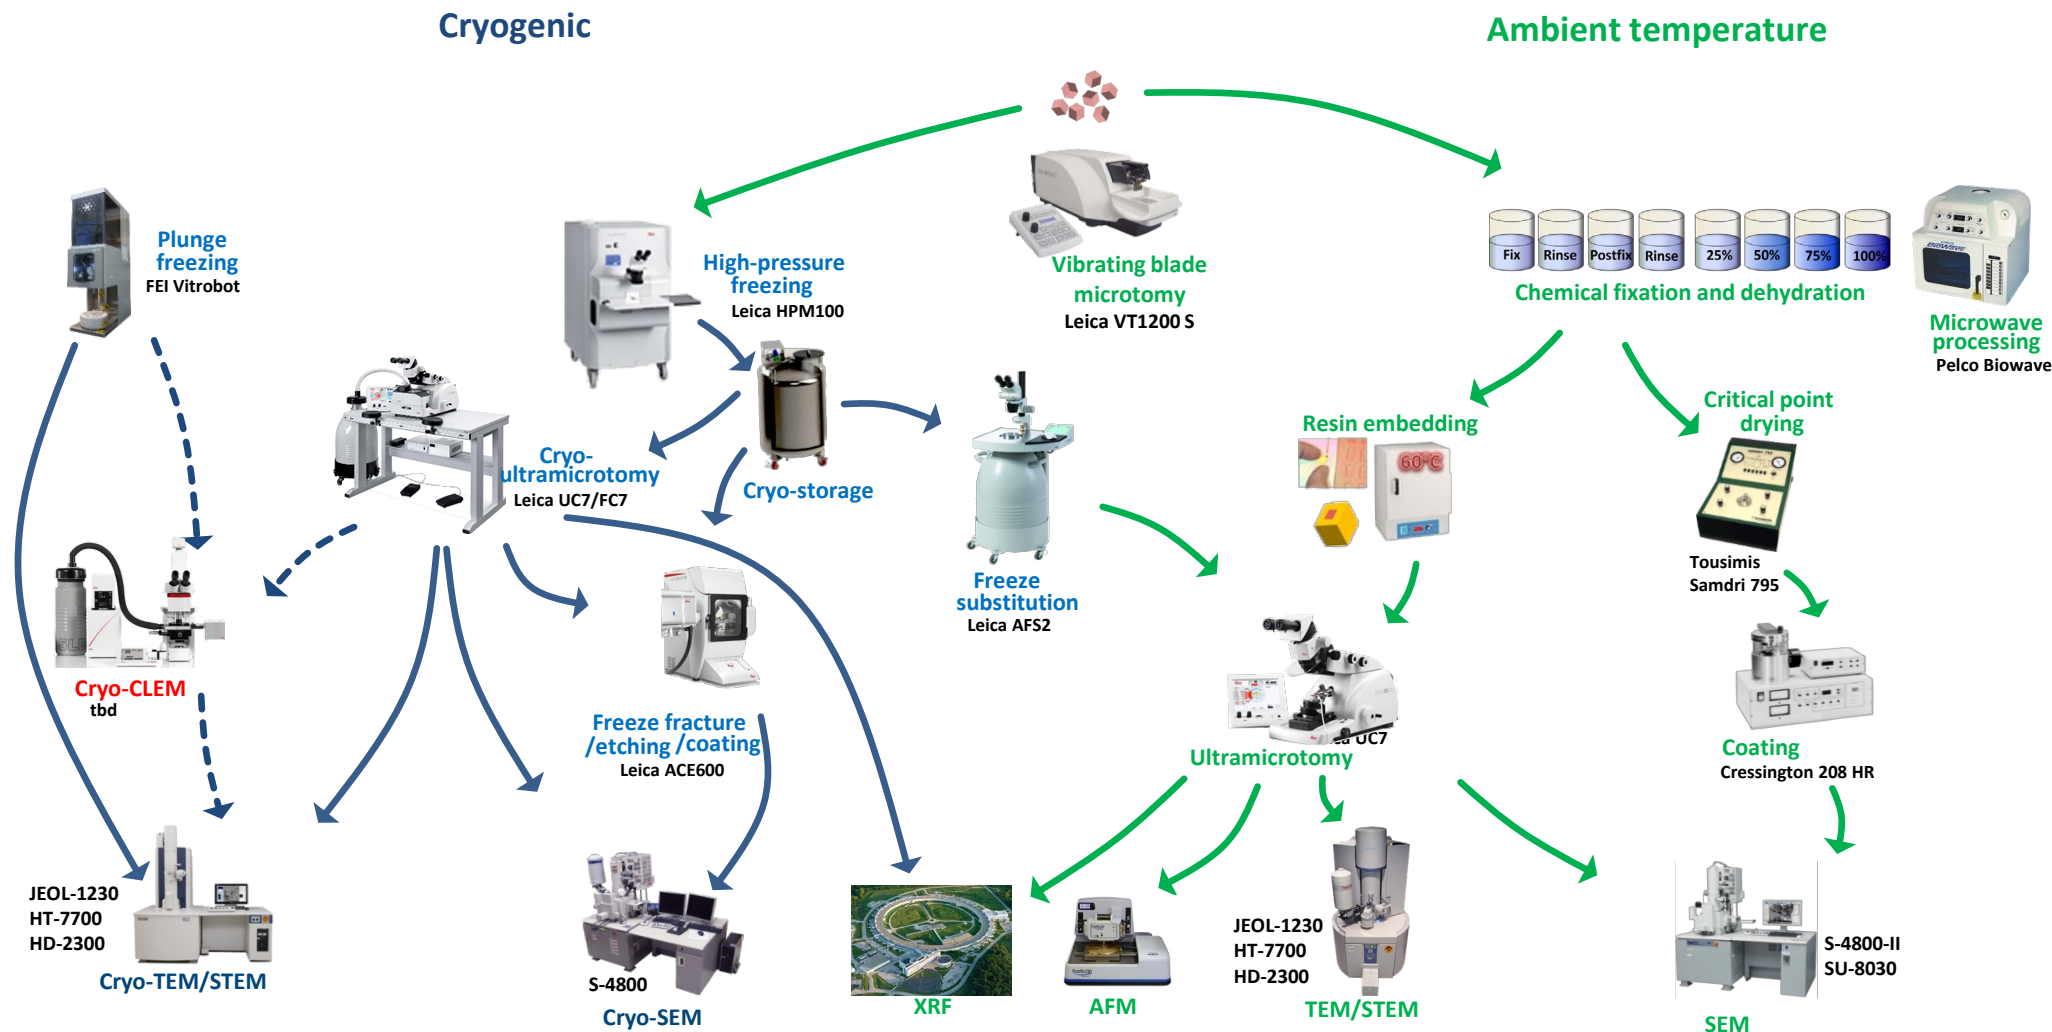 Cryogenic
Ambient temperature
Plunge
freezing
FEI Vitrobot
High-pressure
freezing
Leica HPM100
Vibrating blade
microtomy
Leica VT1200 S
Fix
Rinse
Postfix
Rinse
25%
50%
75%
100%
Chemical fixation and dehydration
BIOWAVE
Microwave
processing
Pelco Biowave
Cryo-
ultramicrotomy
Leica UC7/FC7
Cryo-storage
Freeze
substitution
Leica AFS2
Resin embedding
60°C
Critical point
drying
Tousimis
Samdri 795
Cryo-CLEM
tbd
Freeze fracture
/etching /coating
Leica ACE600
UC7
Ultramicrotomy
Coating
Cressington 208 HR
JEOL-1230
HT-7700
HD-2300
Cryo-TEM/STEM
S-4800
Cryo-SEM
XRF
AFM
JEOL-1230
HT-7700
HD-2300
TEM/STEM
S-4800-II
SU-8030
SEM